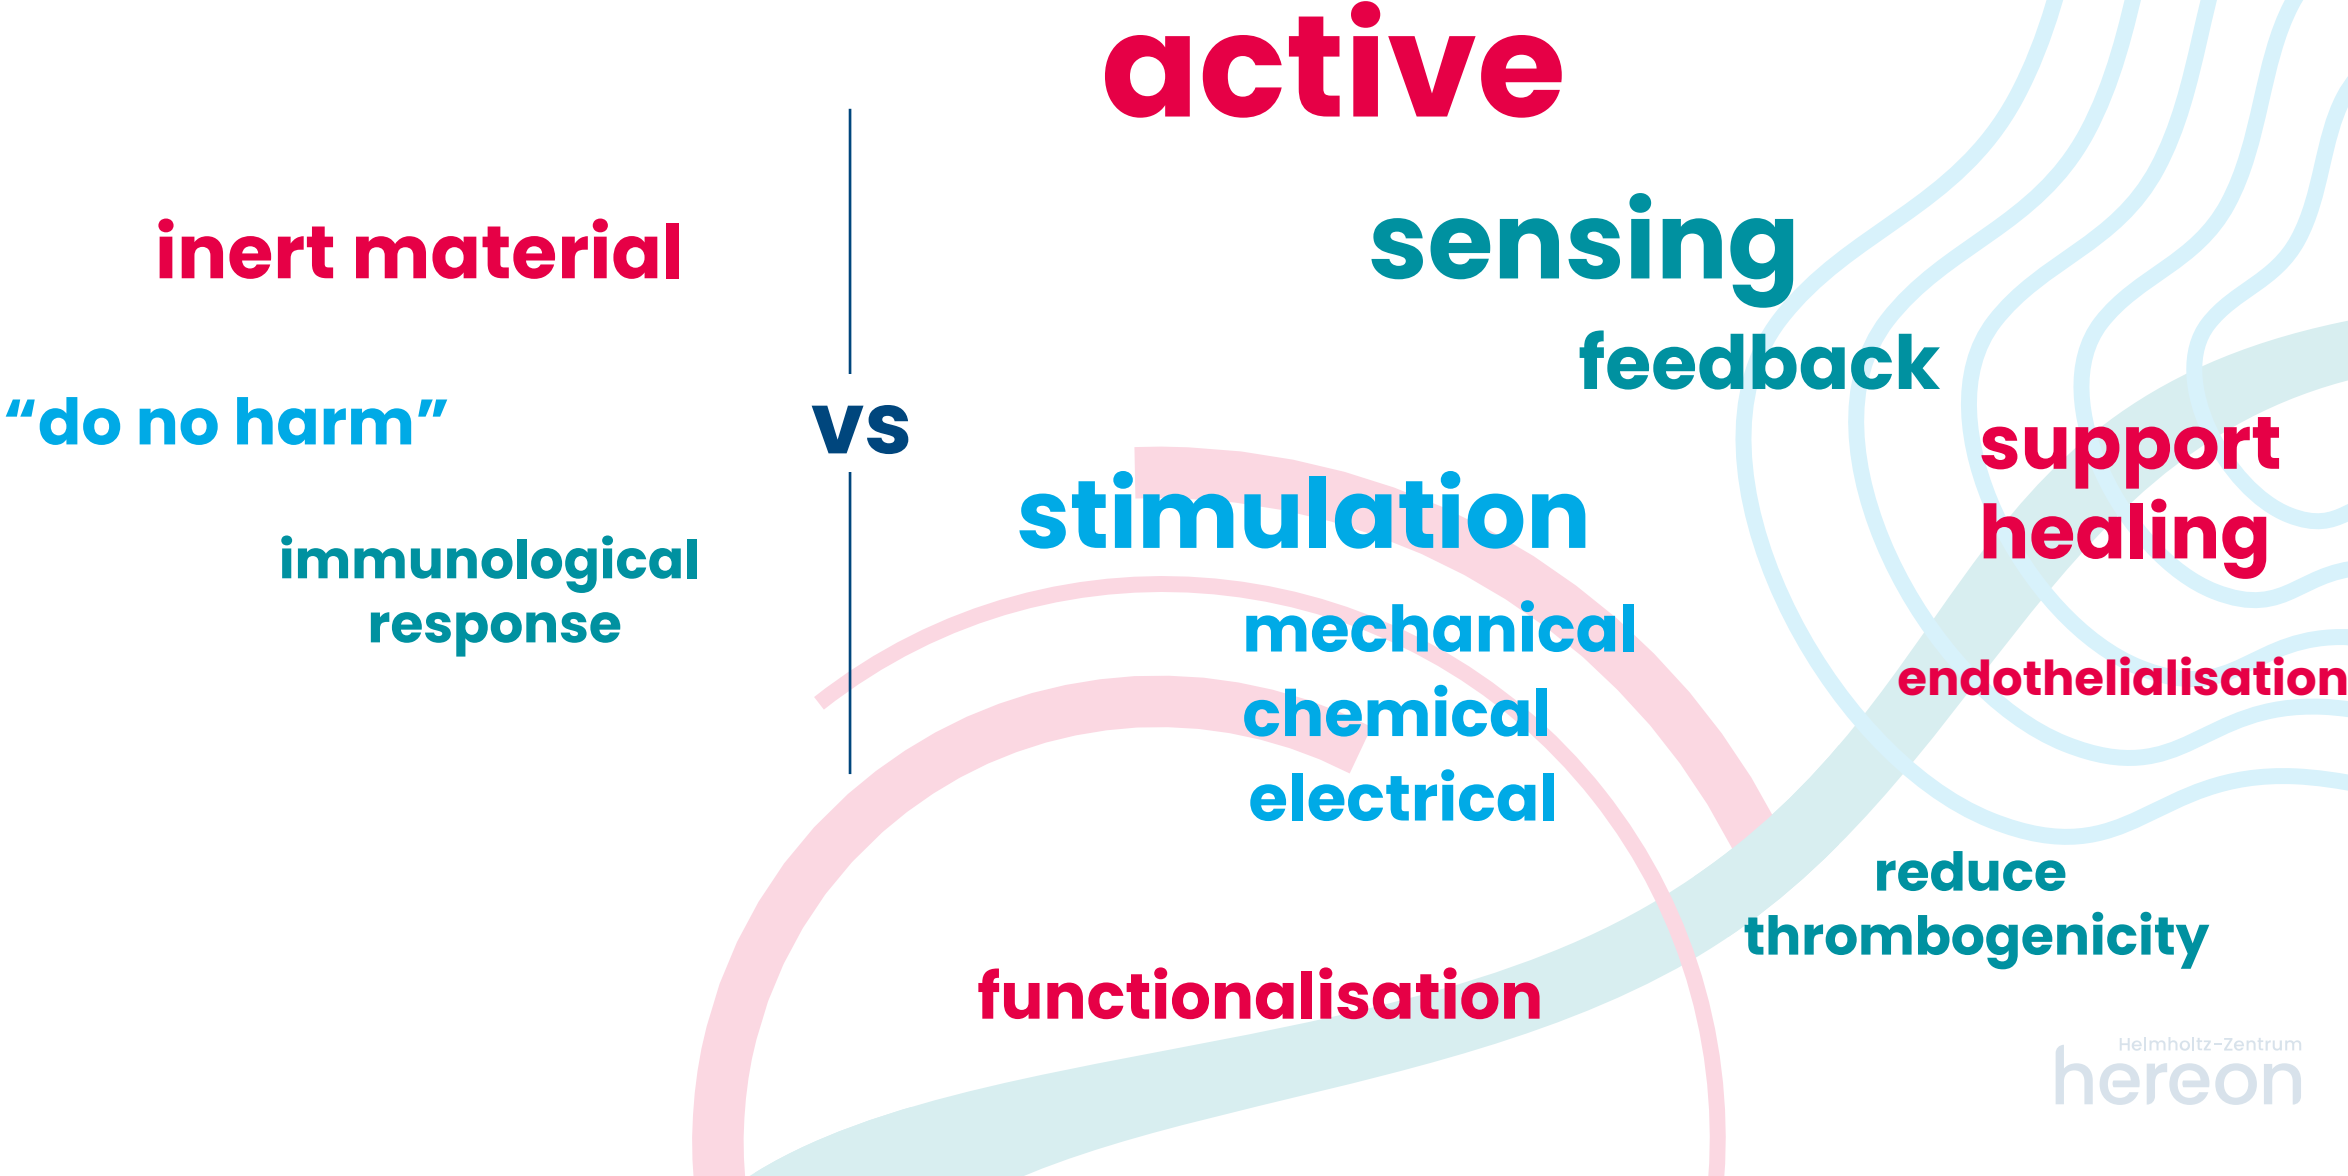 active
inert material
sensing
feedback
“do no harm”
vs
support
healing
stimulation
immunological
response
mechanical
chemical
electrical
endothelialisation
reduce
thrombogenicity
functionalisation
Helmholtz-Zentrum
hereon